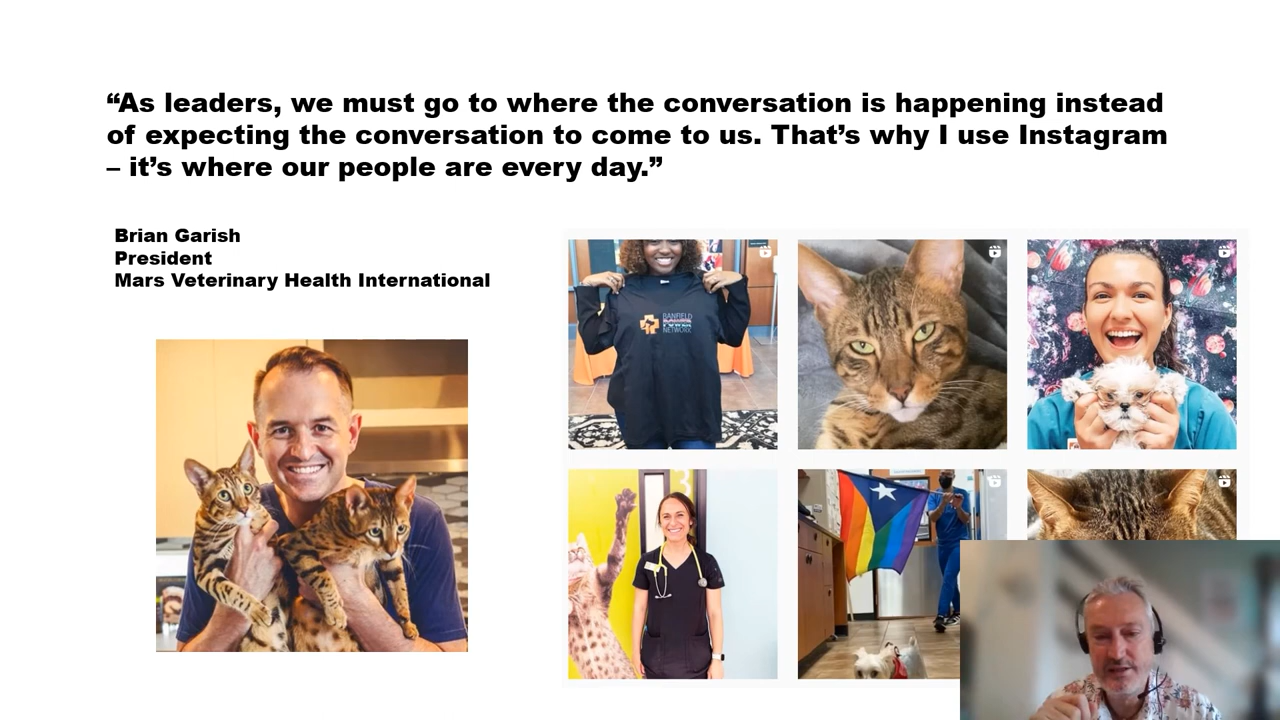 “As leaders, we must go to where the conversation is happening instead
of expecting the conversation to come to us. That’s why I use Instagram
– it’s where our people are every day.”
Brian Garish
President
Mars Veterinary Health International
BANFIELD
POWER
NETWORK